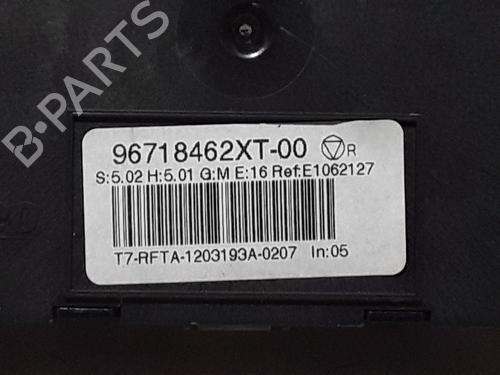 B-PARTS
96718462XT-00 R
S:5.02 H:5.01 G:M E:16 Ref:E1062127
T7-RFTA-1203193A-0207 In:05